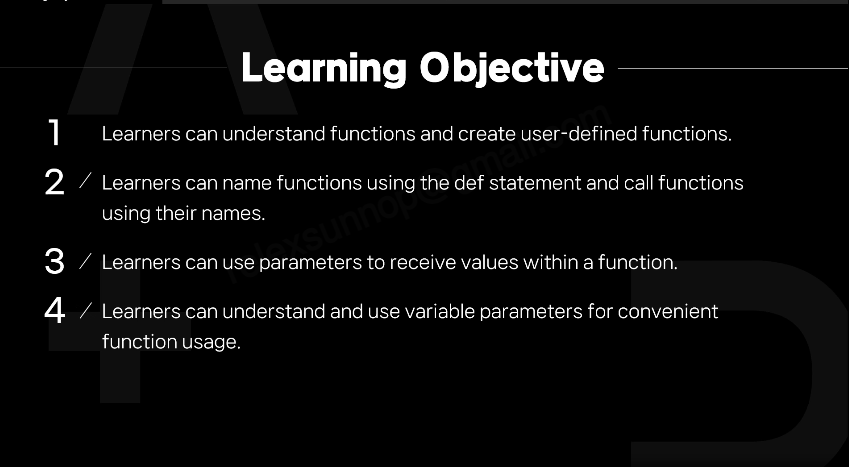 Learning Objective
1 Learners can understand functions and create user-defined functions.
2 / Learners can name functions using the def statement and call functions
using their names.
3 / Learners can use parameters to receive values within a function.
4 / Learners can understand and use variable parameters for convenient
function usage.